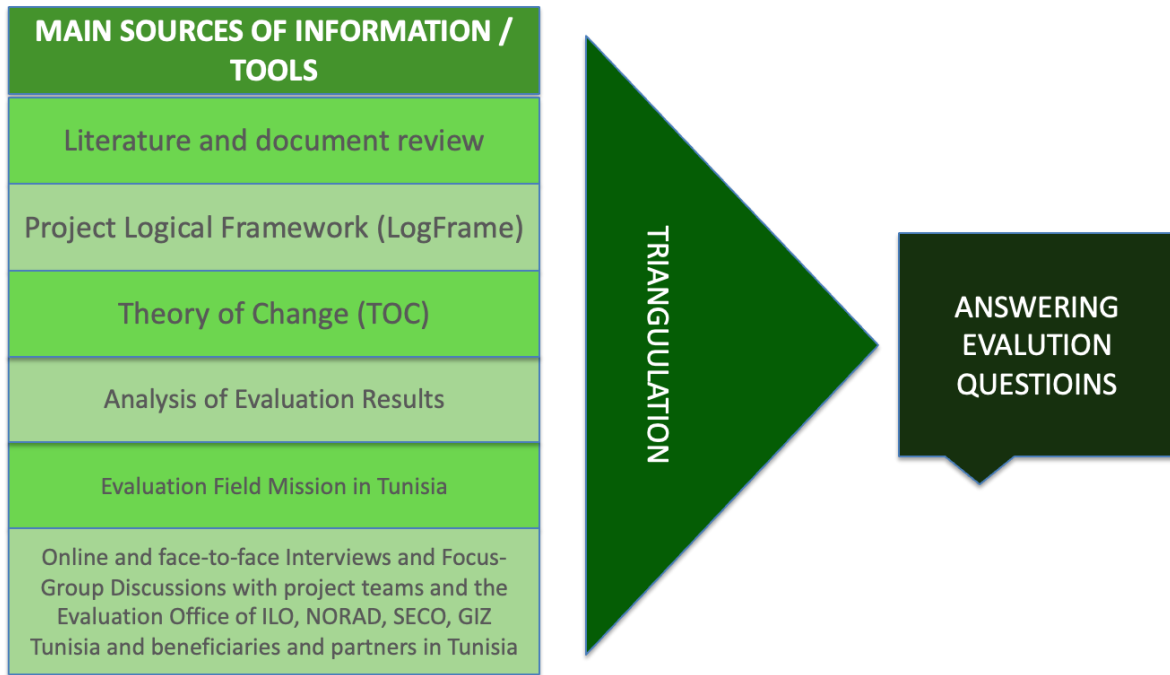 MAIN SOURCES OF INFORMATION /
TOOLS
Literature and document review
Project Logical Framework (LogFrame)
Theory of Change (TOC)
Analysis of Evaluation Results
Evaluation Field Mission in Tunisia
Online and face-to-face Interviews and Focus-
Group Discussions with project teams and the
Evaluation Office of ILO, NORAD, SECO, GIZ
Tunisia and beneficiaries and partners in Tunisia
TRIANGUULATION
ANSWERING
EVALUTION
QUESTIOINS